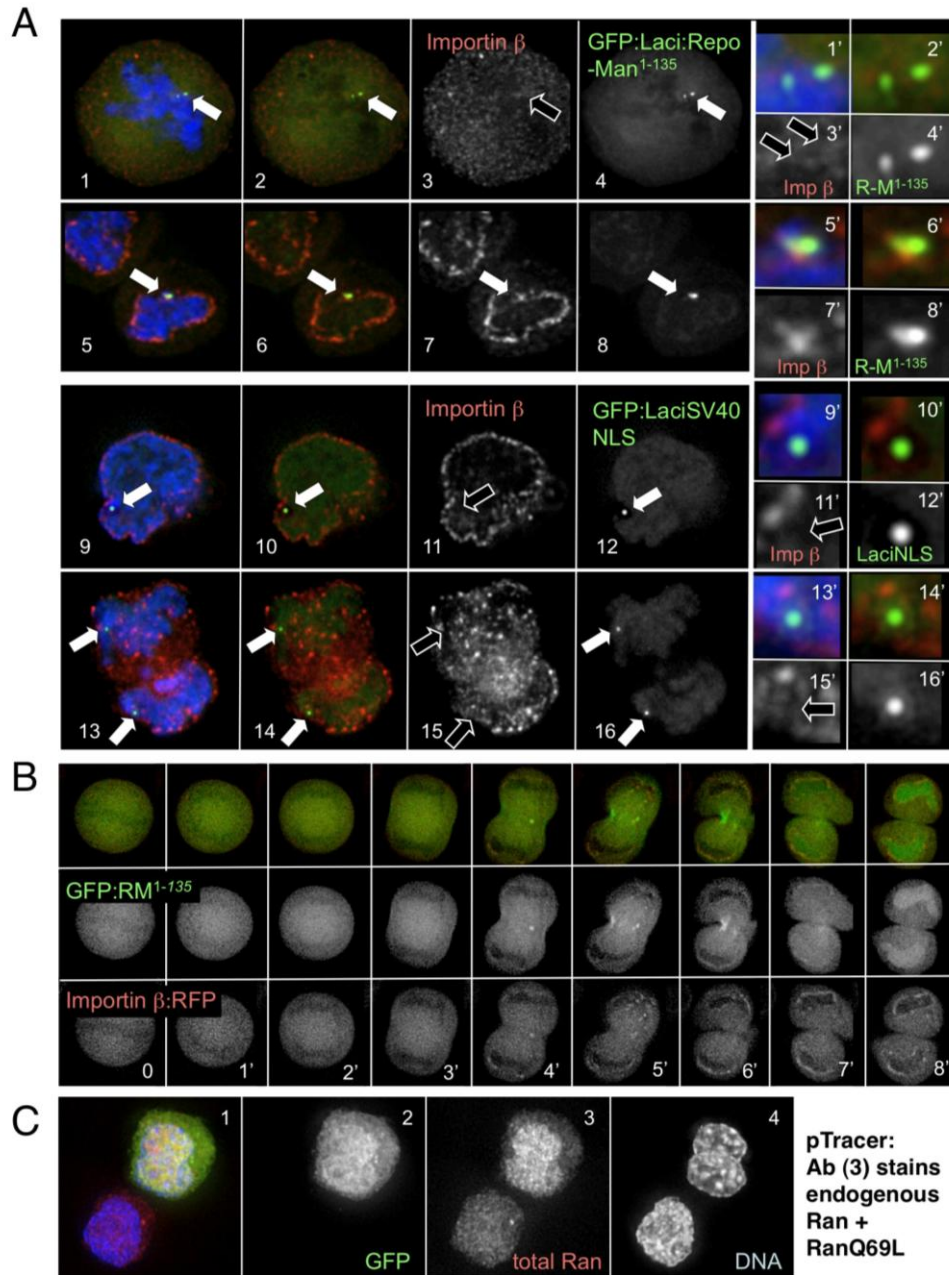 A
Importin β
GFP:Laci:Repo
-Man1-135
1
2
3
4
1'
2'
3'
4'
Imp β
R-M1-135
5
6
7
8
5'
6'
7'
8'
Imp β
R-M1-135
Importin β
GFP:LaciSV40
NLS
9
10
11
12
9'
10'
11'
12'
Imp β
LaciNLS
13
14
15
16
13'
14'
15'
16'
B
GFP:RM1-135
Importin β:RFP
0
1'
2'
3'
4'
5'
6'
7'
8'
C
1
2
3
4
GFP
total Ran
DNA
pTracer:
Ab (3) stains
endogenous
Ran +
RanQ69L